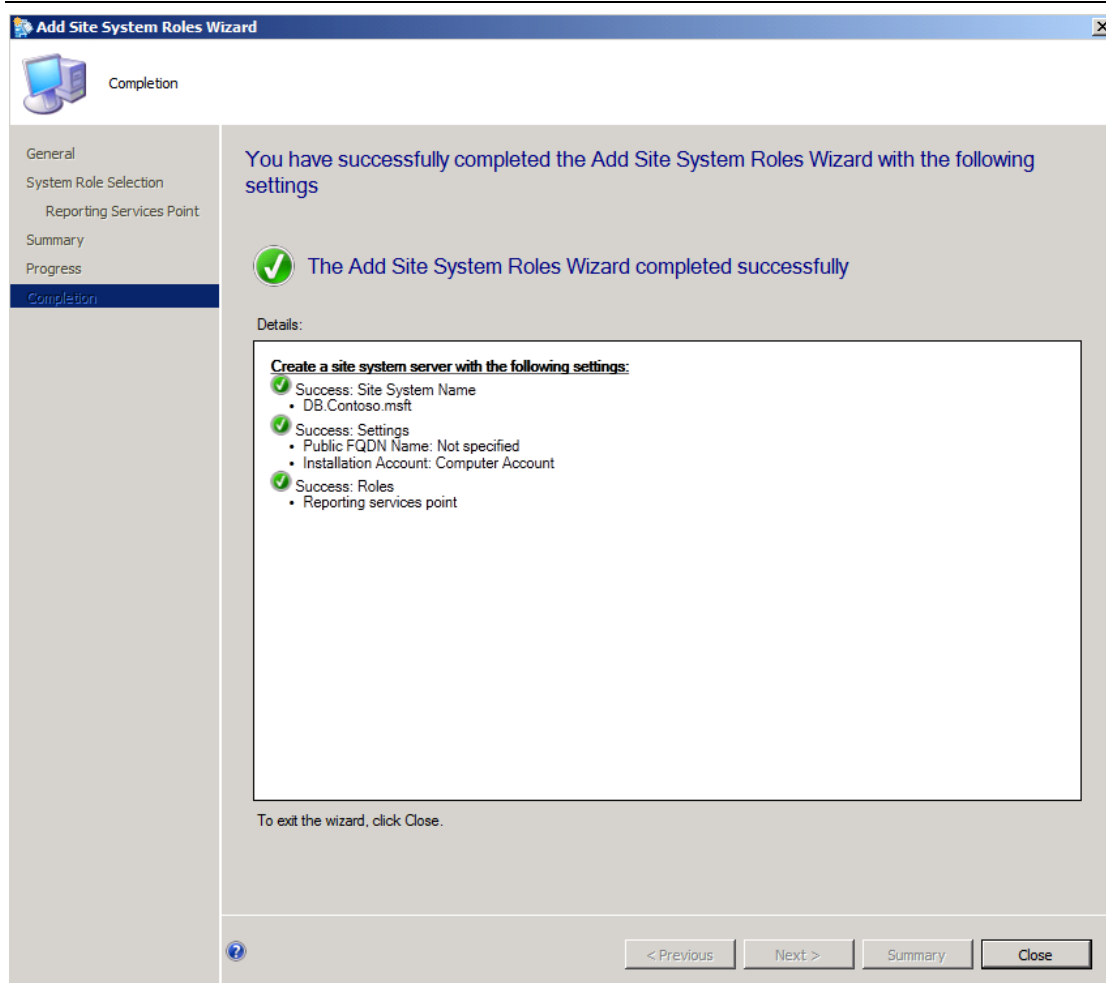 Add Site System Roles Wizard
Completion
General
System Role Selection
Reporting Services Point
Summary
Progress
Completion
You have successfully completed the Add Site System Roles Wizard with the following
settings
The Add Site System Roles Wizard completed successfully
Details:
Create a site system server with the following settings:
Success: Site System Name
• DB.Contoso.msft
Success: Settings
• Public FQDN Name: Not specified
• Installation Account: Computer Account
Success: Roles
• Reporting services point
To exit the wizard, click Close.
< Previous
Next >
Summary
Close